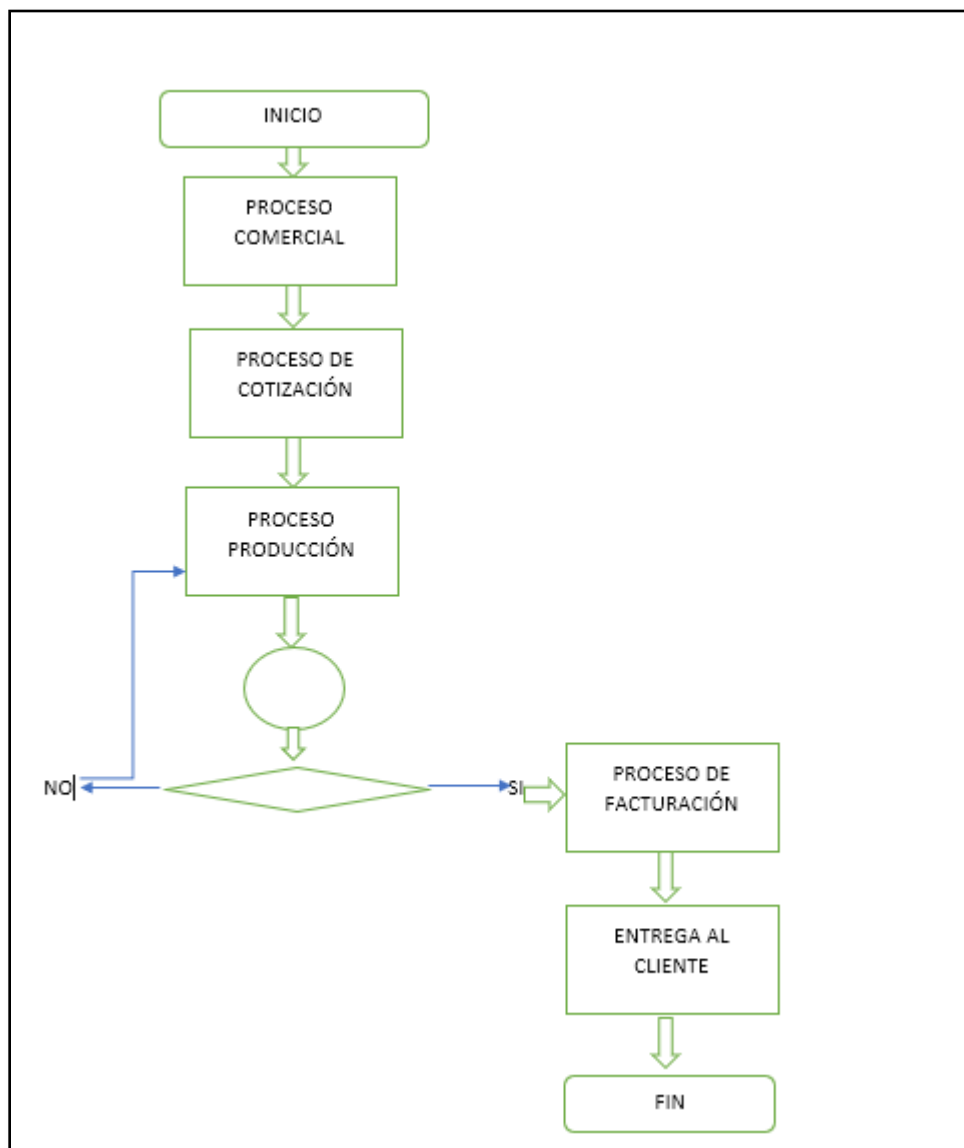 INICIO
PROCESO
COMERCIAL
PROCESO DE
COTIZACIÓN
PROCESO
PRODUCCIÓN
NO
SI
PROCESO DE
FACTURACIÓN
ENTREGA AL
CLIENTE
FIN